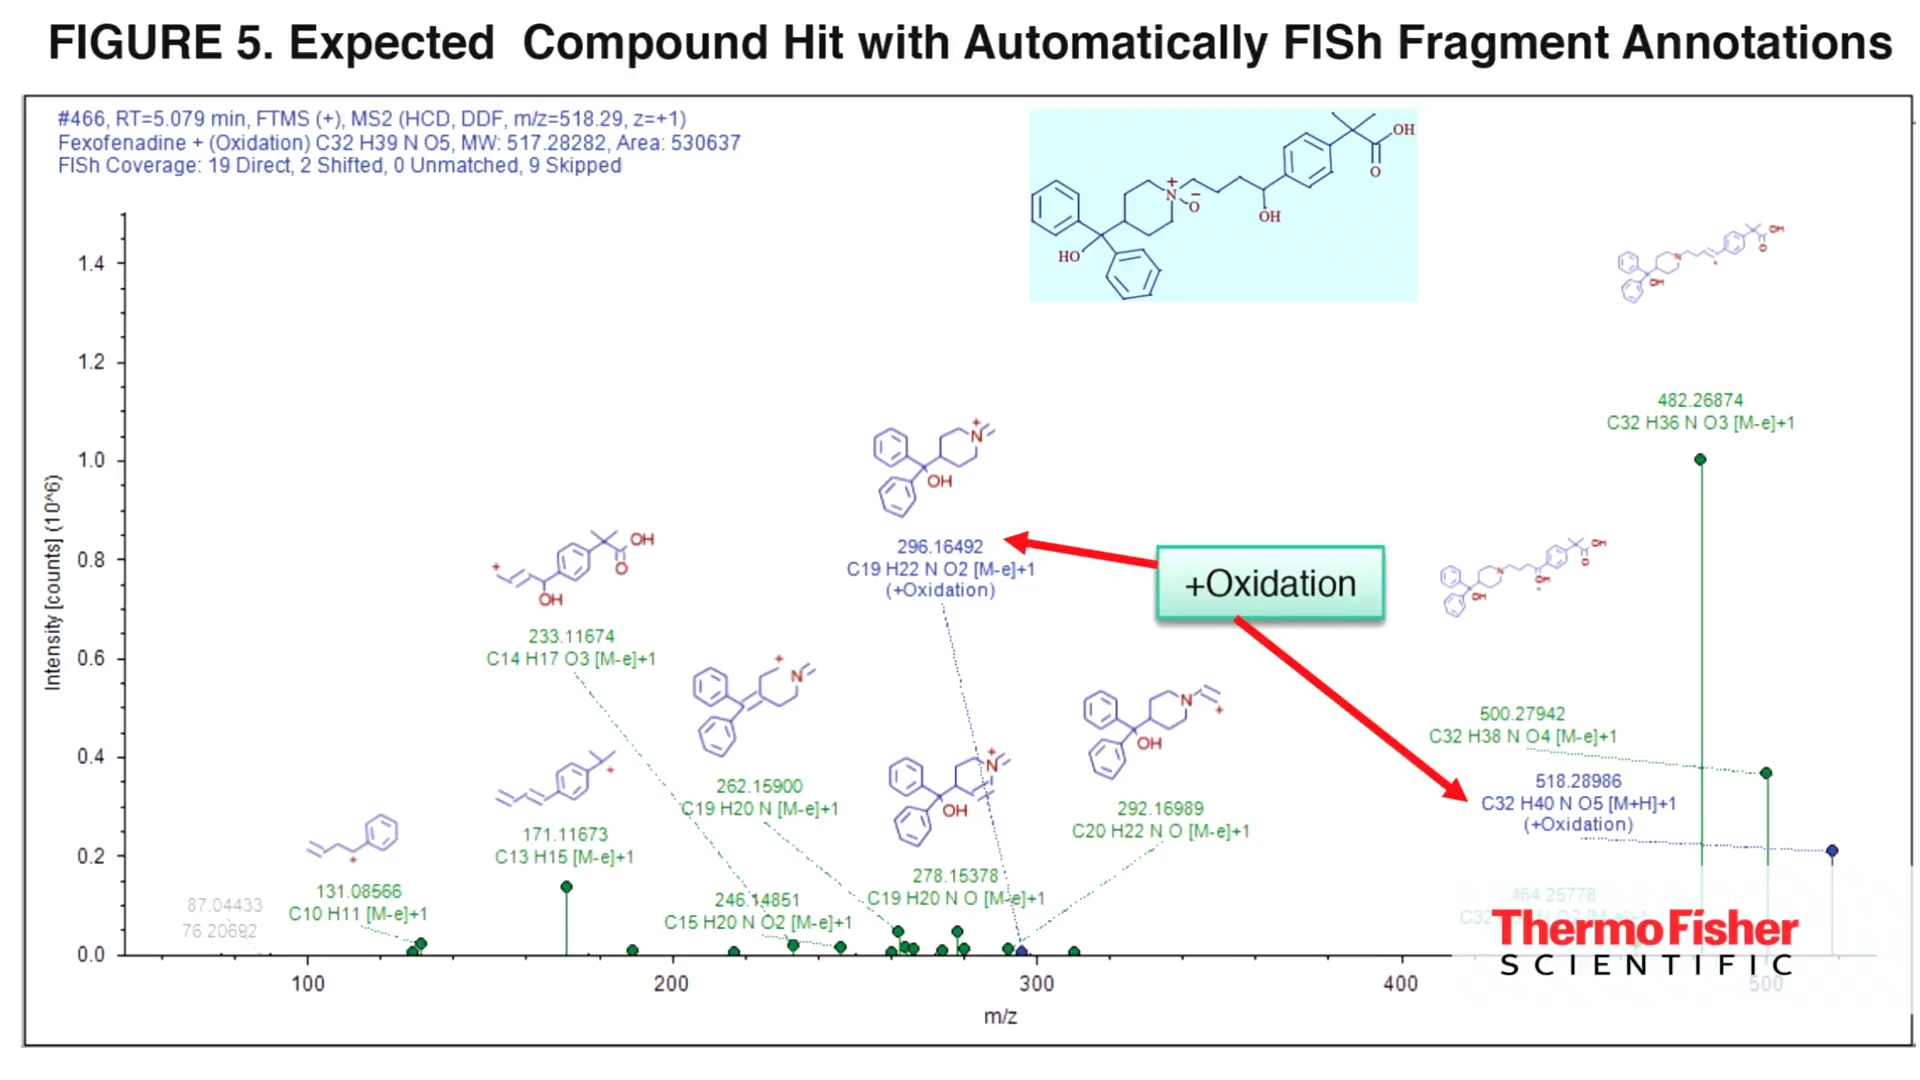 FIGURE 5. Expected Compound Hit with Automatically FISh Fragment Annotations
#466, RT=5.079 min, FTMS (+), MS2 (HCD, DDF, m/z=518.29, z=+1)
Fexofenadine + (Oxidation) C32 H39 N O5, MW: 517.28282, Area: 530637
FISh Coverage: 19 Direct, 2 Shifted, 0 Unmatched, 9 Skipped
OH
O
N
+
−
O
OH
HO
OH
O
N
OH
1.4
1.2
1.0
0.8
0.6
0.4
0.2
0.0
Intensity [counts] (10^6)
482.26874
C32 H36 N O3 [M-e]+1
+
N
OH
296.16492
C19 H22 N O2 [M-e]+1
(+Oxidation)
+Oxidation
+
OH
O
OH
233.11674
C14 H17 O3 [M-e]+1
OH
O
N
OH
OH
500.27942
C32 H38 N O4 [M-e]+1
518.28986
C32 H40 N O5 [M+H]+1
(+Oxidation)
+
N
262.15900
C19 H20 N [M-e]+1
N
+
OH
292.16989
C20 H22 N O [M-e]+1
+
N
OH
278.15378
C19 H20 N O [M-e]+1
+
171.11673
C13 H15 [M-e]+1
+
131.08566
C10 H11 [M-e]+1
246.14851
C15 H20 N O2 [M-e]+1
87.04433
76.20692
464.25778
ThermoFisher
SCIENTIFIC
100
200
300
400
500
m/z